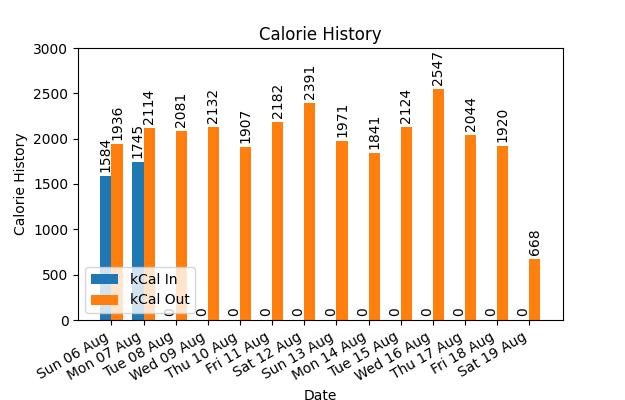 Calorie History
3000
2500
2000
1500
1000
500
0
Calorie History
1584
1936
1745
2114
0
2081
0
2132
0
1907
0
2182
0
2391
0
1971
0
1841
0
2124
0
2547
0
2044
0
1920
0
668
kCal In
kCal Out
Sun 06 Aug
Mon 07 Aug
Tue 08 Aug
Wed 09 Aug
Thu 10 Aug
Fri 11 Aug
Sat 12 Aug
Sun 13 Aug
Mon 14 Aug
Tue 15 Aug
Wed 16 Aug
Thu 17 Aug
Fri 18 Aug
Sat 19 Aug
Date